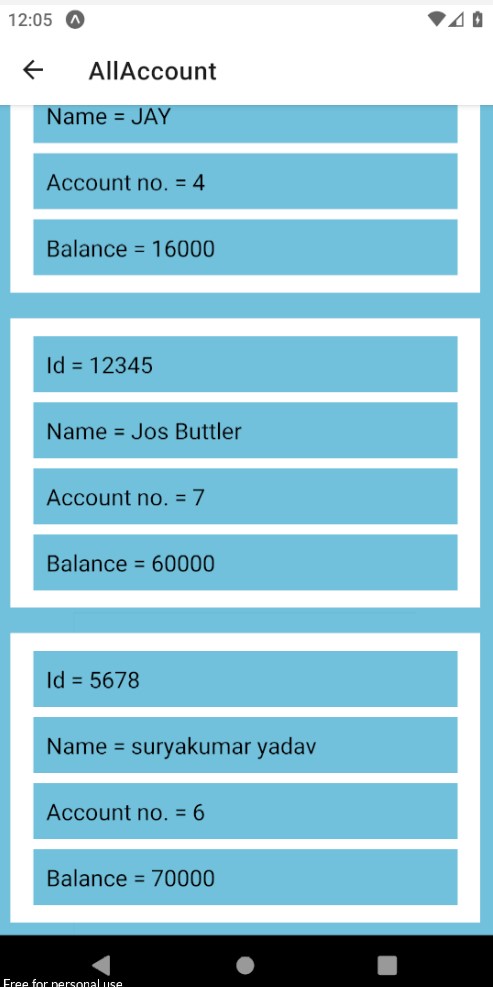 12:05
AllAccount
Name = JAY
Account no. = 4
Balance = 16000
Id = 12345
Name = Jos Buttler
Account no. = 7
Balance = 60000
Id = 5678
Name = suryakumar yadav
Account no. = 6
Balance = 70000
Free for personal use